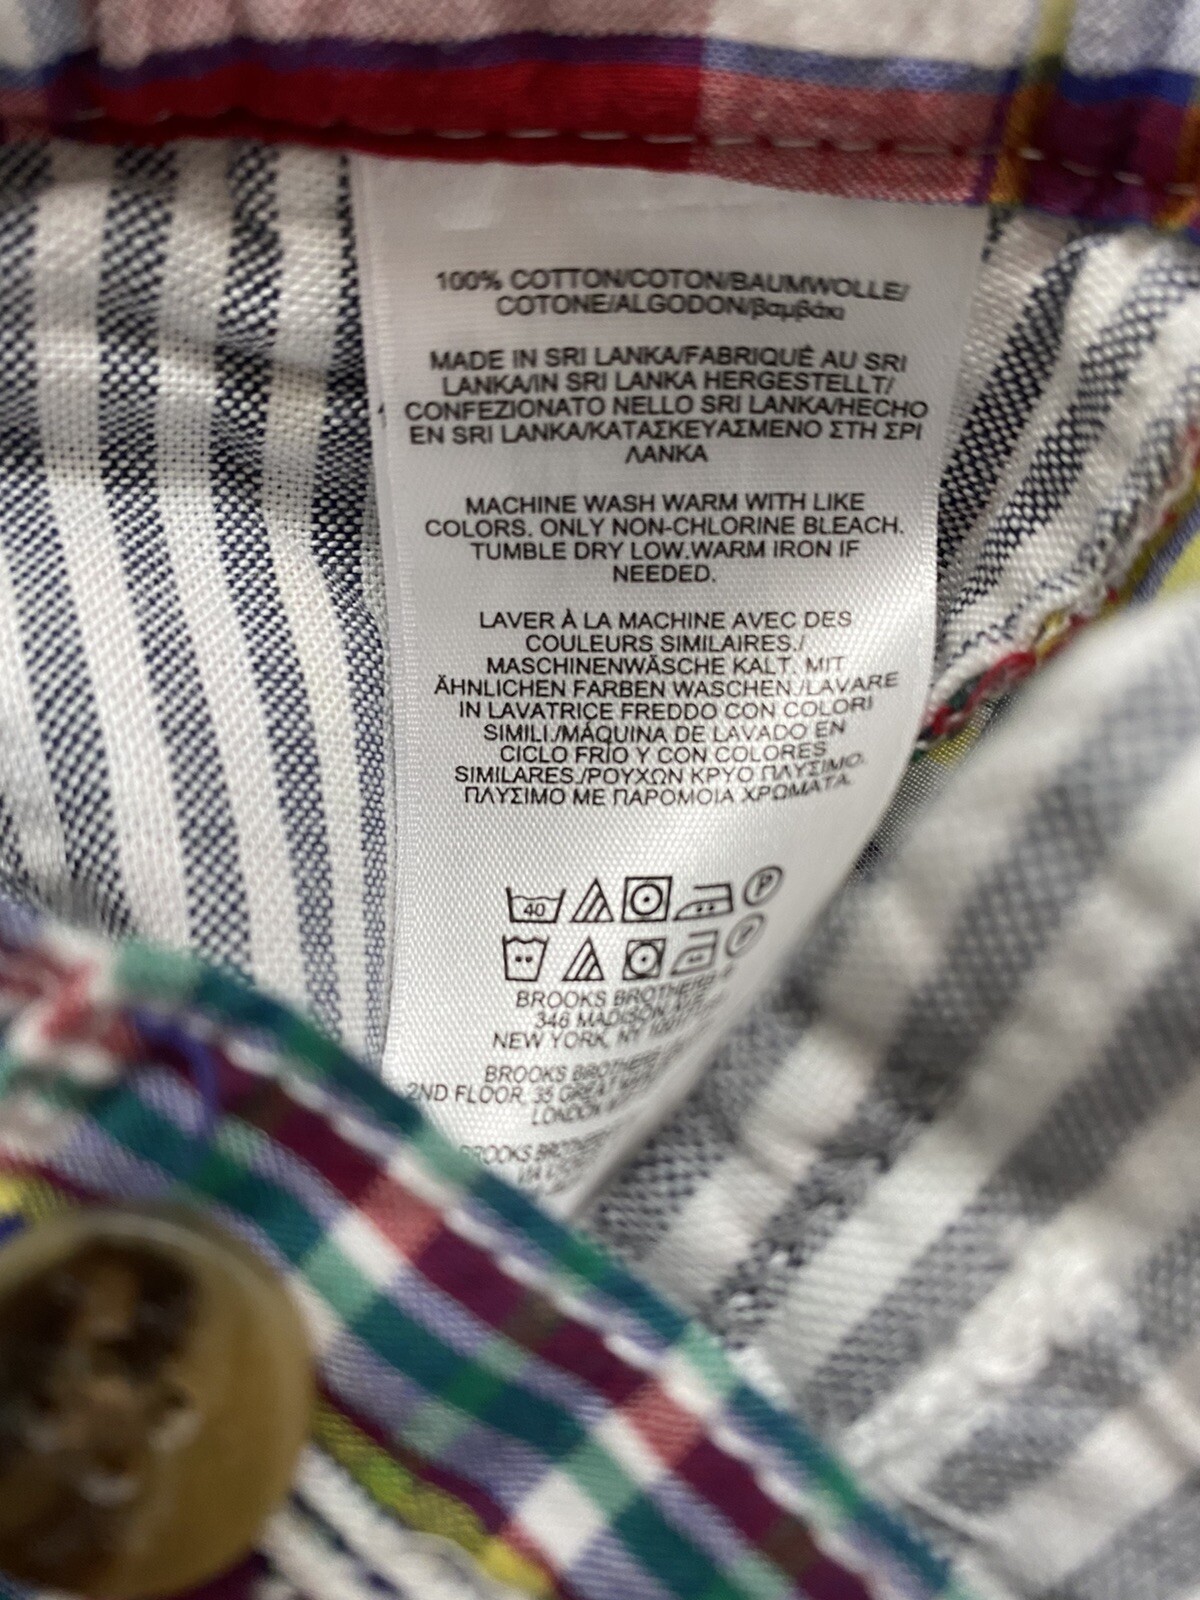 100% COTTON/COTON/BAUMWOLLE/
COTONE/ALGODON/βαμβάκι
MADE IN SRI LANKA/FABRIQUÉ AU SRI
LANKA/IN SRI LANKA HERGESTELLT/
CONFEZIONATO NELLO SRI LANKA/HECHO
EN SRI LANKA/ΚΑΤΑΣΚΕΥΑΣΜΕΝΟ ΣΤΗ ΣΡΙ
ΛΑΝΚΑ
MACHINE WASH WARM WITH LIKE
COLORS. ONLY NON-CHLORINE BLEACH.
TUMBLE DRY LOW.WARM IRON IF
NEEDED.
LAVER À LA MACHINE AVEC DES
COULEURS SIMILAIRES./
MASCHINENWÄSCHE KALT. MIT
ÄHNLICHEN FARBEN WASCHEN./LAVARE
IN LAVATRICE FREDDO CON COLORI
SIMILI./MÁQUINA DE LAVADO EN
CICLO FRÍO Y CON COLORES
SIMILARES./ΡΟΥΧΩΝ ΚΡΥΟ ΠΛΥΣΙΜΟ.
ΠΛΥΣΙΜΟ ΜΕ ΠΑΡΟΜΟΙΑ ΧΡΩΜΑΤΑ.
40 P
P
BROOKS BROTHERS
346 MADISON
NEW YORK, NY
BROOKS BROTHERS
2ND FLOOR, 35 GREAT
LONDON
BROOKS BROTHERS
VIA